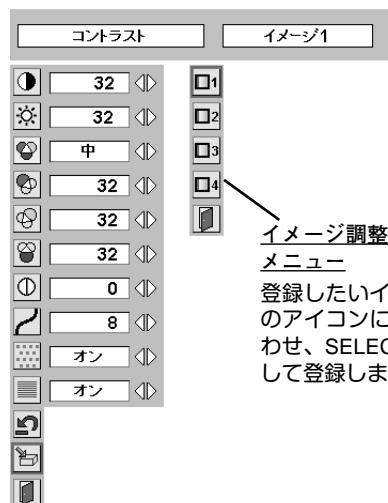 コントラスト イメージ1
32
32
中
32
32
32
0
8
オン
オン
1
2
3
4
イメージ調整
メニュー
登録したいイ
のアイコンに
わせ、SELEC
して登録しま